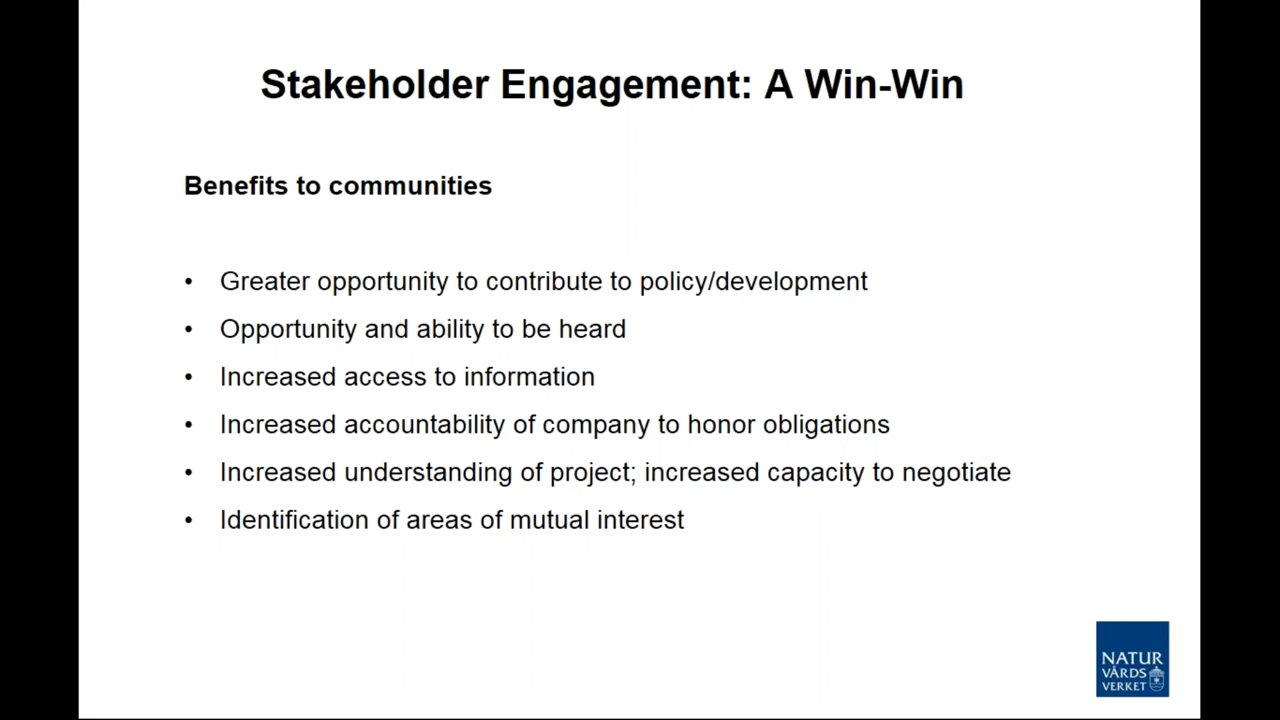 Stakeholder Engagement: A Win-Win
Benefits to communities
• Greater opportunity to contribute to policy/development
• Opportunity and ability to be heard
• Increased access to information
• Increased accountability of company to honor obligations
• Increased understanding of project; increased capacity to negotiate
• Identification of areas of mutual interest
NATUR
VÅRDS
VERKET